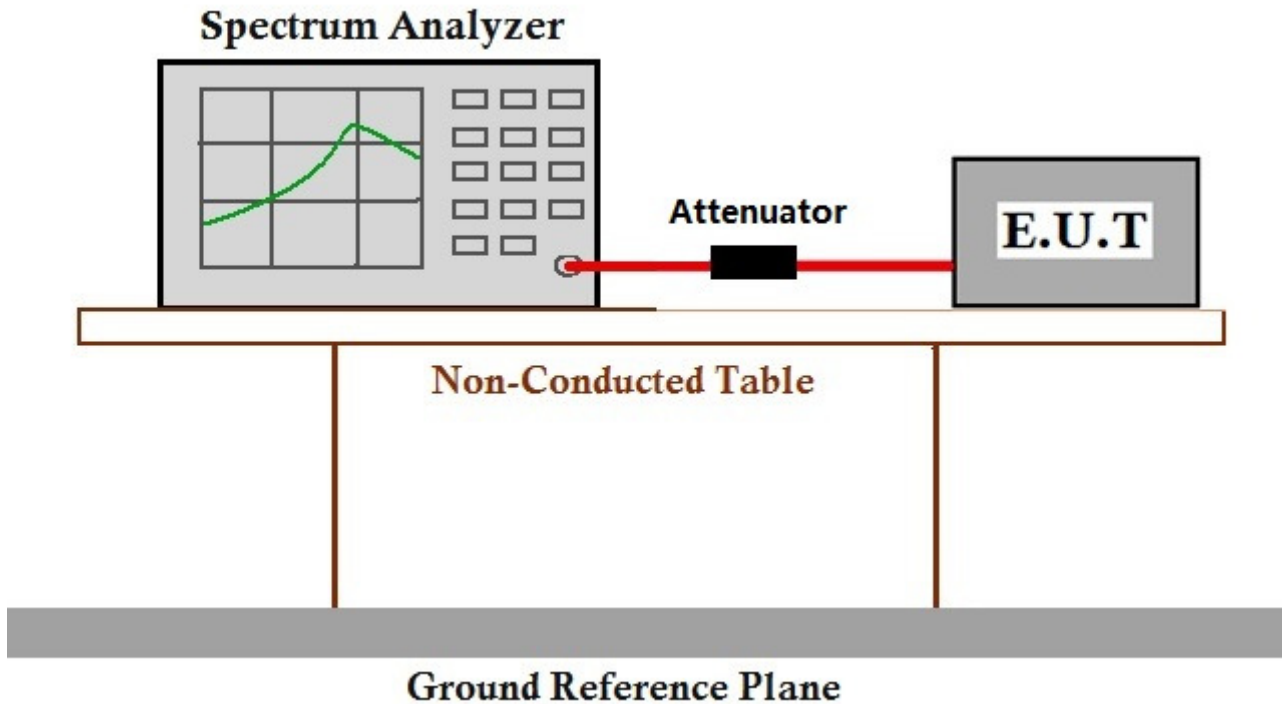 Spectrum Analyzer
Attenuator
E.U.T
Non-Conducted Table
Ground Reference Plane